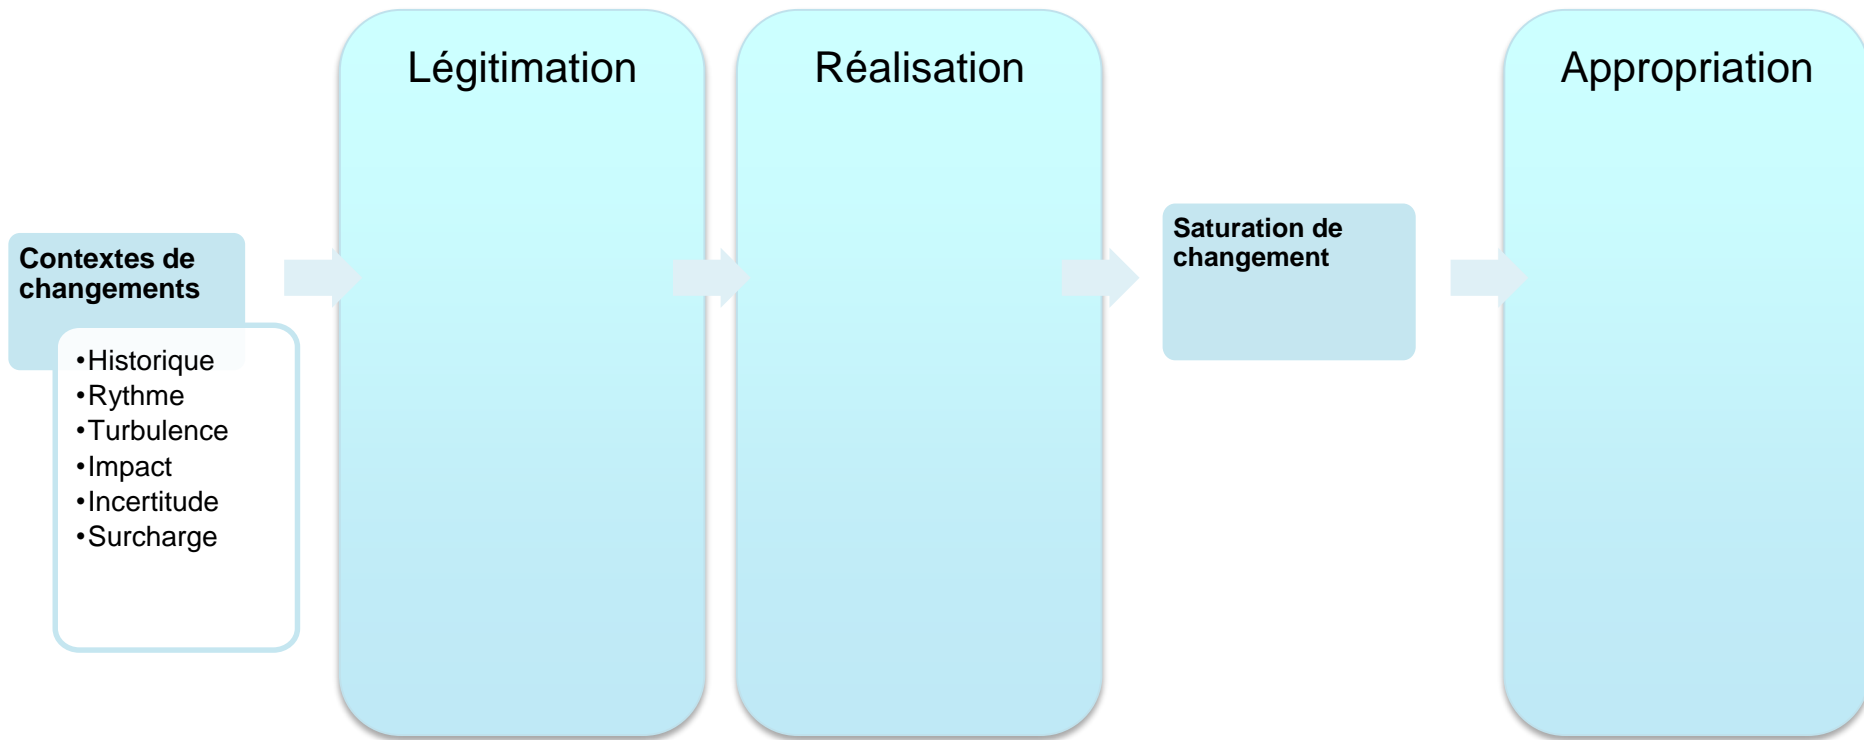 Légitimation
Réalisation
Appropriation
Contextes de
changements
•Historique
•Rythme
•Turbulence
•Impact
•Incertitude
•Surcharge
Saturation de
changement